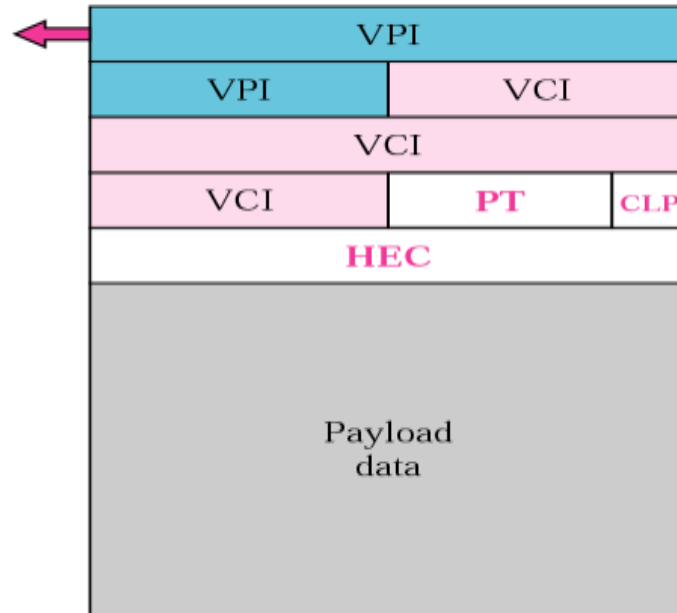 VPI
VPI VCI
VCI
VCI PT CLP
HEC
Payload
data